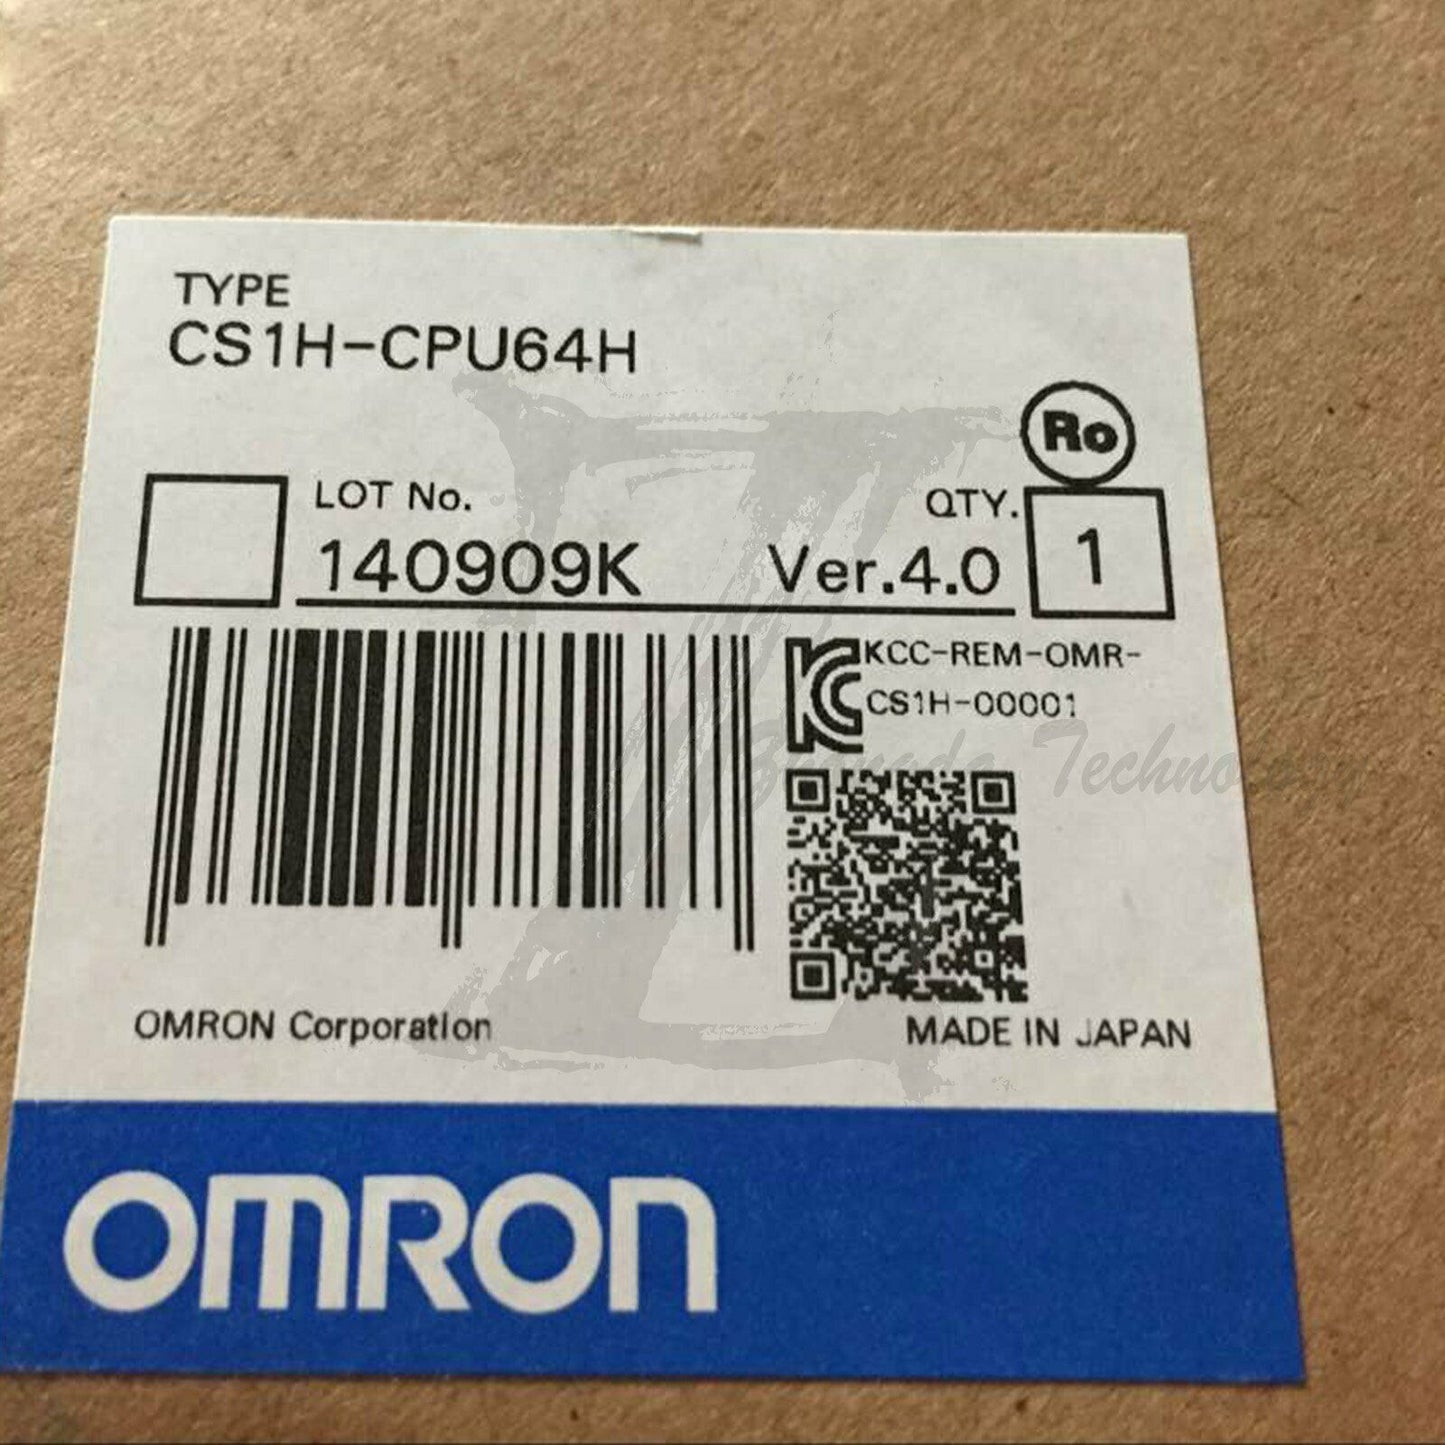 TYPE
CS1H-CPU64H
Ro
LOT No.
QTY.
140909K Ver.4.0
1
KCC-REM-OMR-
CS1H-00001
Technology
OMRON Corporation
MADE IN JAPAN
OMRON